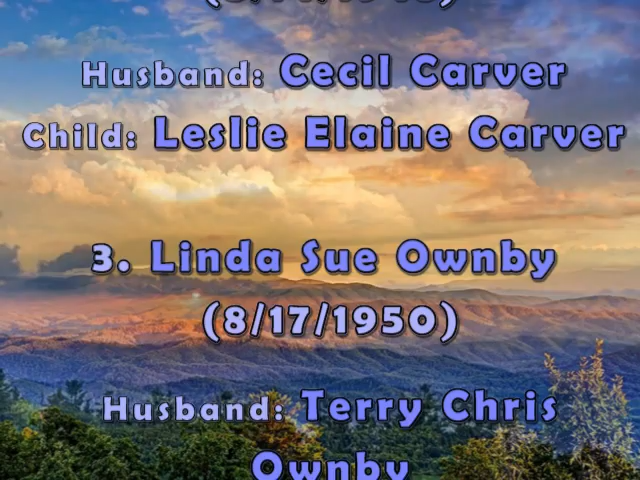 Husband: Cecil Carver
Child: Leslie Elaine Carver
3. Linda Sue Ownby
(8/17/1950)
Husband: Terry Chris
Ownby